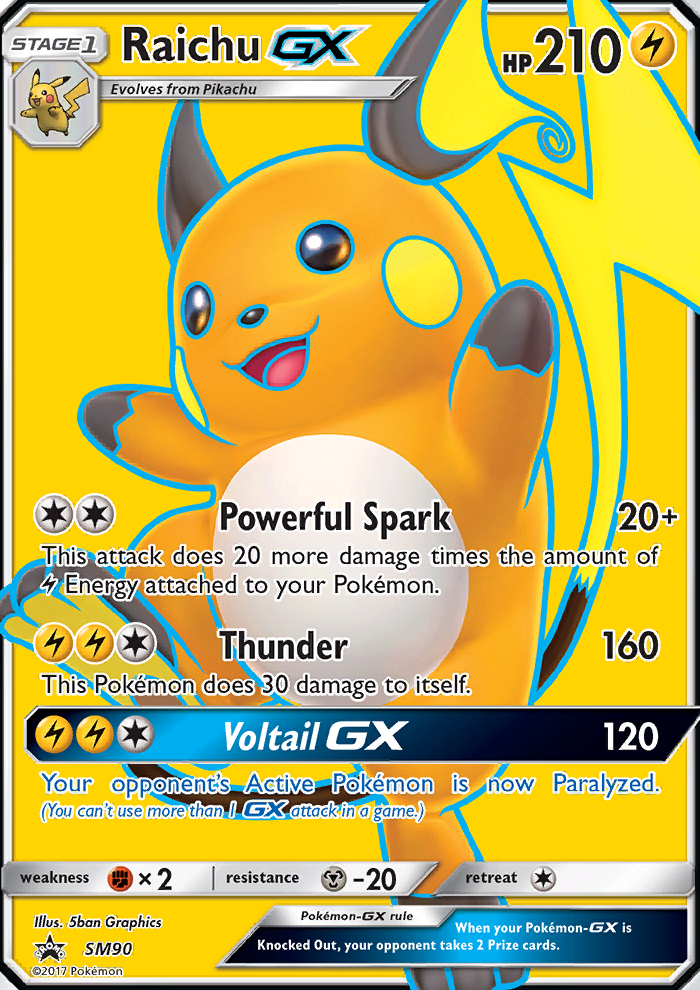 STAGE1 Raichu GX HP210
Evolves from Pikachu
Powerful Spark 20+
This attack does 20 more damage times the amount of
Energy attached to your Pokémon.
Thunder 160
This Pokémon does 30 damage to itself.
Voltail GX 120
Your opponent's Active Pokémon is now Paralyzed.
(You can't use more than 1 GX attack in a game.)
weakness ×2 resistance -20 retreat
Illus. 5ban Graphics
Pokémon-GX rule
When your Pokémon-GX is
Knocked Out, your opponent takes 2 Prize cards.
SM90
©2017 Pokémon